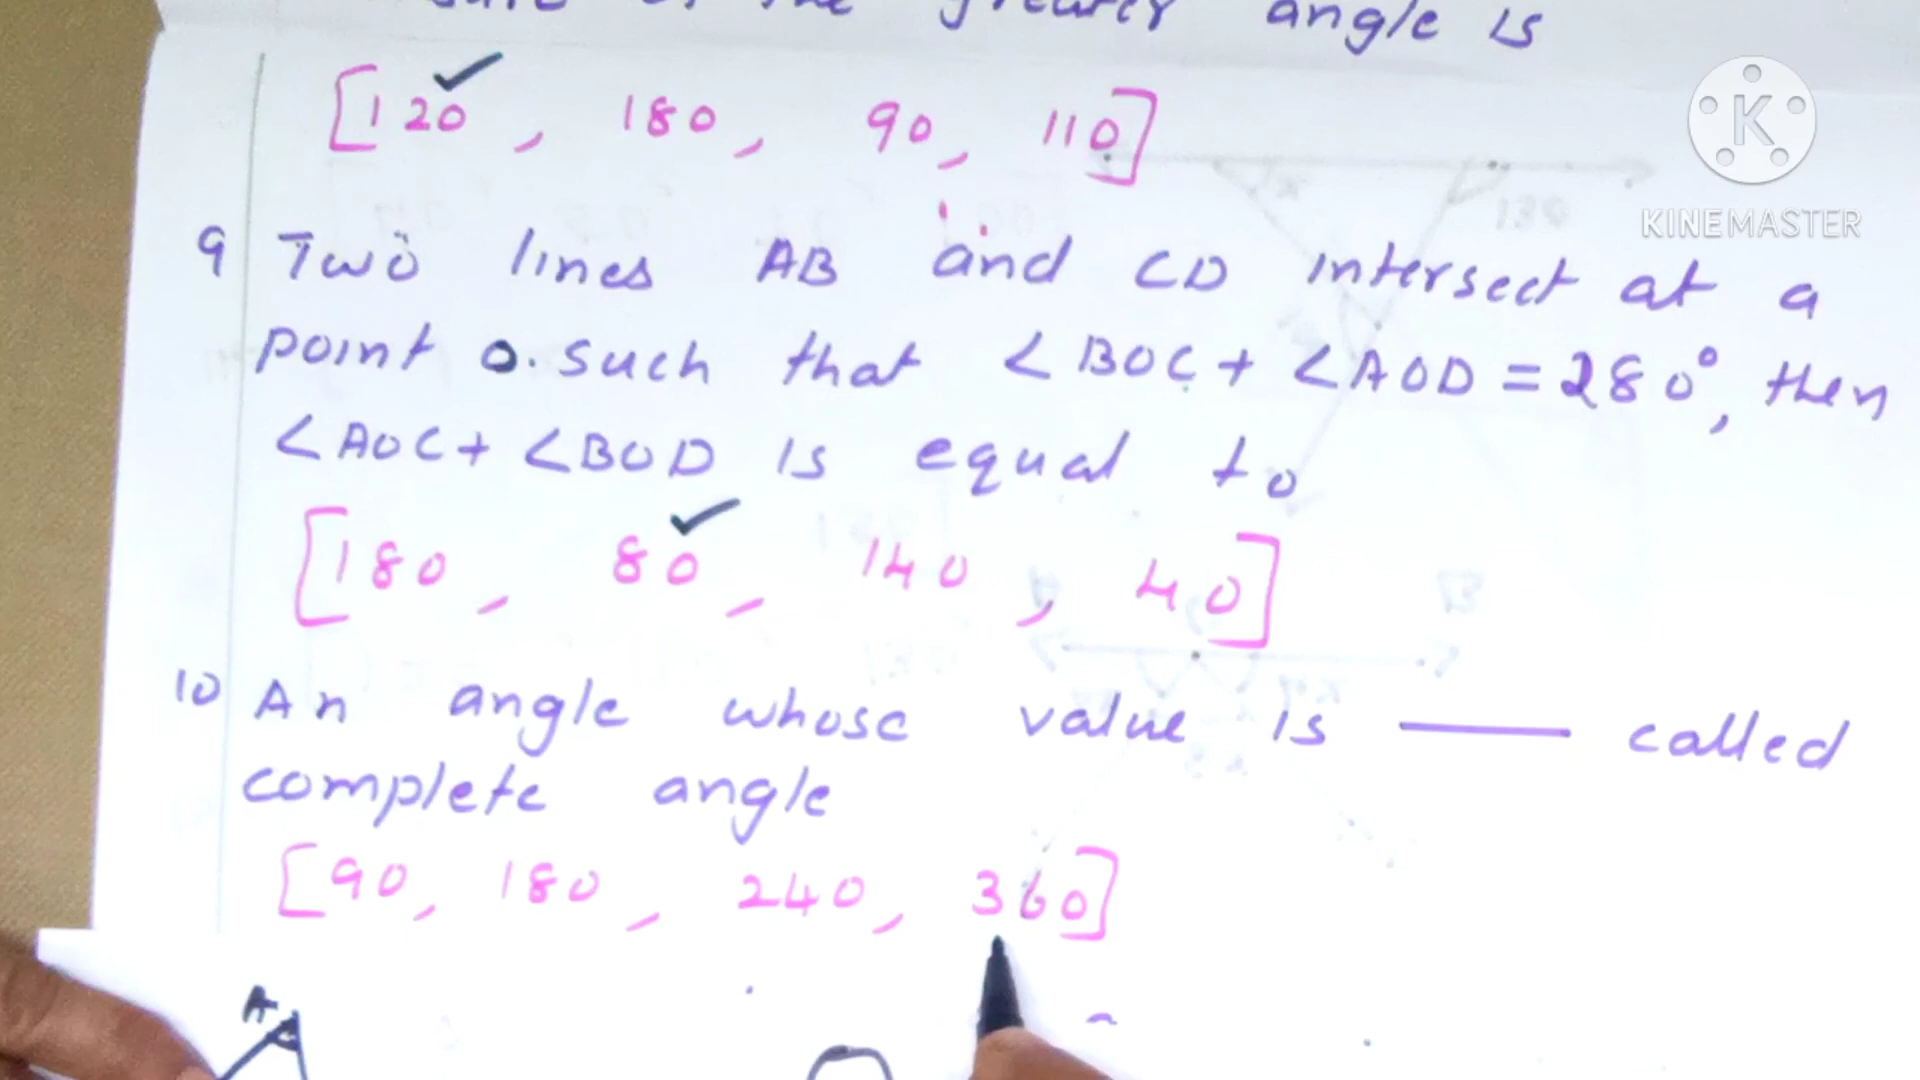 the greater angle is
[120, 180, 90, 110]
KINEMASTER
9 Two lines AB and CD intersect at a
point O. such that <BOC + <AOD = 280°, then
<AOC + <BOD is equal to
[180, 80, 140, 40]
10 An angle whose value is —— called
complete angle
[90, 180, 240, 360]
A